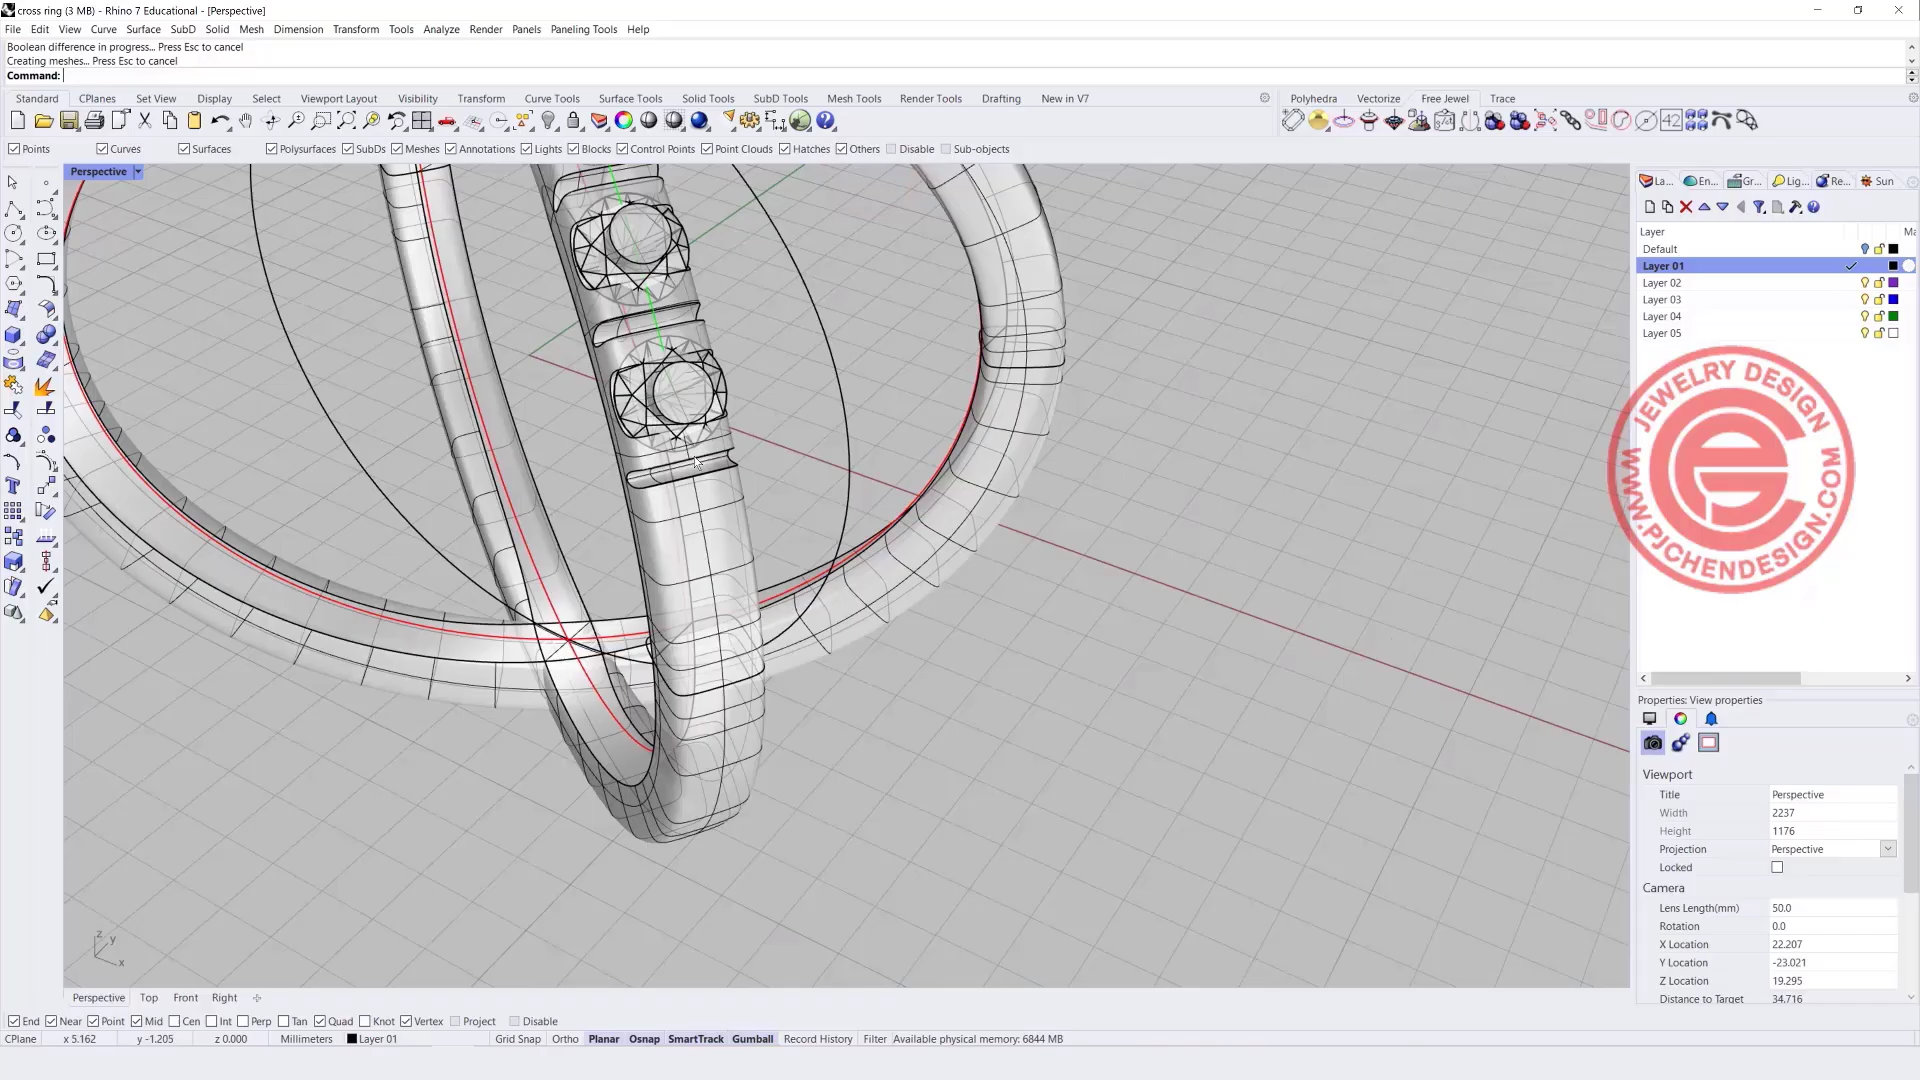 cross ring (3 MB) - Rhino 7 Educational - [Perspective]
File Edit View Curve Surface SubD Solid Mesh Dimension Transform Tools Analyze Render Panels Paneling Tools Help
Boolean difference in progress... Press Esc to cancel
Creating meshes... Press Esc to cancel
Command:
Standard CPlanes Set View Display Select Viewport Layout Visibility Transform Curve Tools Surface Tools Solid Tools SubD Tools Mesh Tools Render Tools Drafting New in V7 Polyhedra Vectorize Free Jewel Trace
42
Points Curves Surfaces Polysurfaces SubDs Meshes Annotations Lights Blocks Control Points Point Clouds Hatches Others Disable Sub-objects
Perspective
La... En... Gr... Lig... Re... Sun
Layer Ma
Default
Layer 01
Layer 02
Layer 03
Layer 04
Layer 05
JEWELRY DESIGN
WWW.PJCHENDESIGN.COM
Properties: View properties
Viewport
Title Perspective
Width 2237
Height 1176
Projection Perspective
Locked
Camera
Lens Length(mm) 50.0
Rotation 0.0
X Location 22.207
Y Location -23.021
Z Location 19.295
Distance to Target 34.716
z
y
x
Perspective Top Front Right
End Near Point Mid Cen Int Perp Tan Quad Knot Vertex Project Disable
CPlane x 5.162 y -1.205 z 0.000 Millimeters Layer 01 Grid Snap Ortho Planar Osnap SmartTrack Gumball Record History Filter Available physical memory: 6844 MB